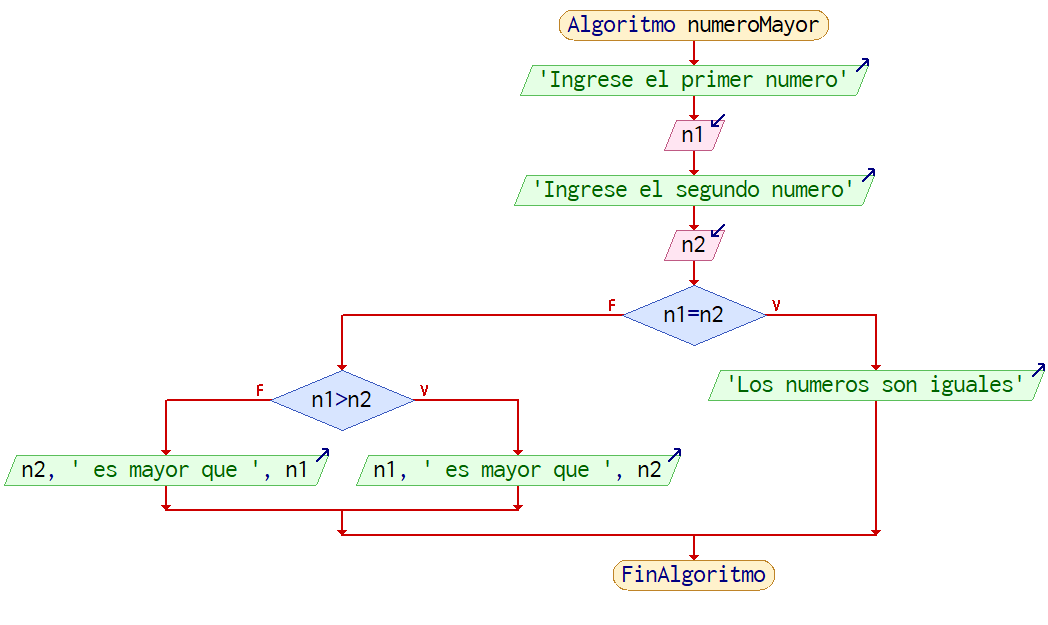 Algoritmo numeroMayor
'Ingrese el primer numero'
n1
'Ingrese el segundo numero'
n2
F
n1=n2
V
F
n1>n2
V
'Los numeros son iguales'
n2, ' es mayor que ', n1
n1, ' es mayor que ', n2
FinAlgoritmo